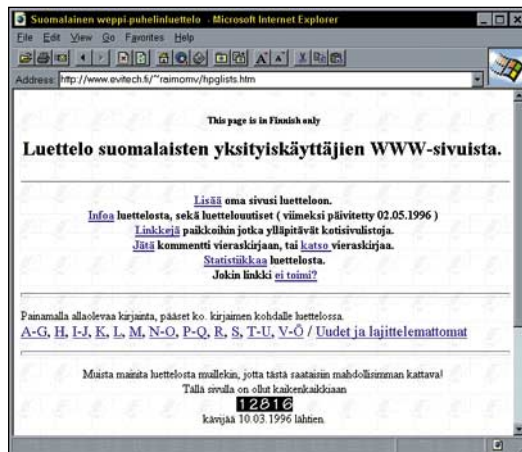 Suomalainen weppi-puhelinluettelo - Microsoft Internet Explorer
File Edit View Go Favorites Help
Address: http://www.evitech.fi/~raimomv/hpglists.htm
This page is in Finnish only
Luettelo suomalaisten yksityiskäyttäjien WWW-sivuista.
Lisää oma sivusi luetteloon.
Infoa luettelosta, sekä luettelouutiset ( viimeksi päivitetty 02.05.1996 )
Linkkejä paikkoihin jotka ylläpitävät kotisivulistoja.
Jätä kommentti vieraskirjaan, tai katso vieraskirjaa.
Statistiikkaa luettelosta.
Jokin linkki ei toimi?
Painamalla allaolevaa kirjainta, pääset ko. kirjaimen kohdalle luettelossa.
A-G, H, I-J, K, L, M, N-O, P-Q, R, S, T-U, V-Ö / Uudet ja lajittelemattomat
Muista mainita luettelosta muillekin, jotta tästä saataisiin mahdollisimman kattava!
Tällä sivulla on ollut kaikenkaikkiaan
12816
kävijää 10.03.1996 lähtien.